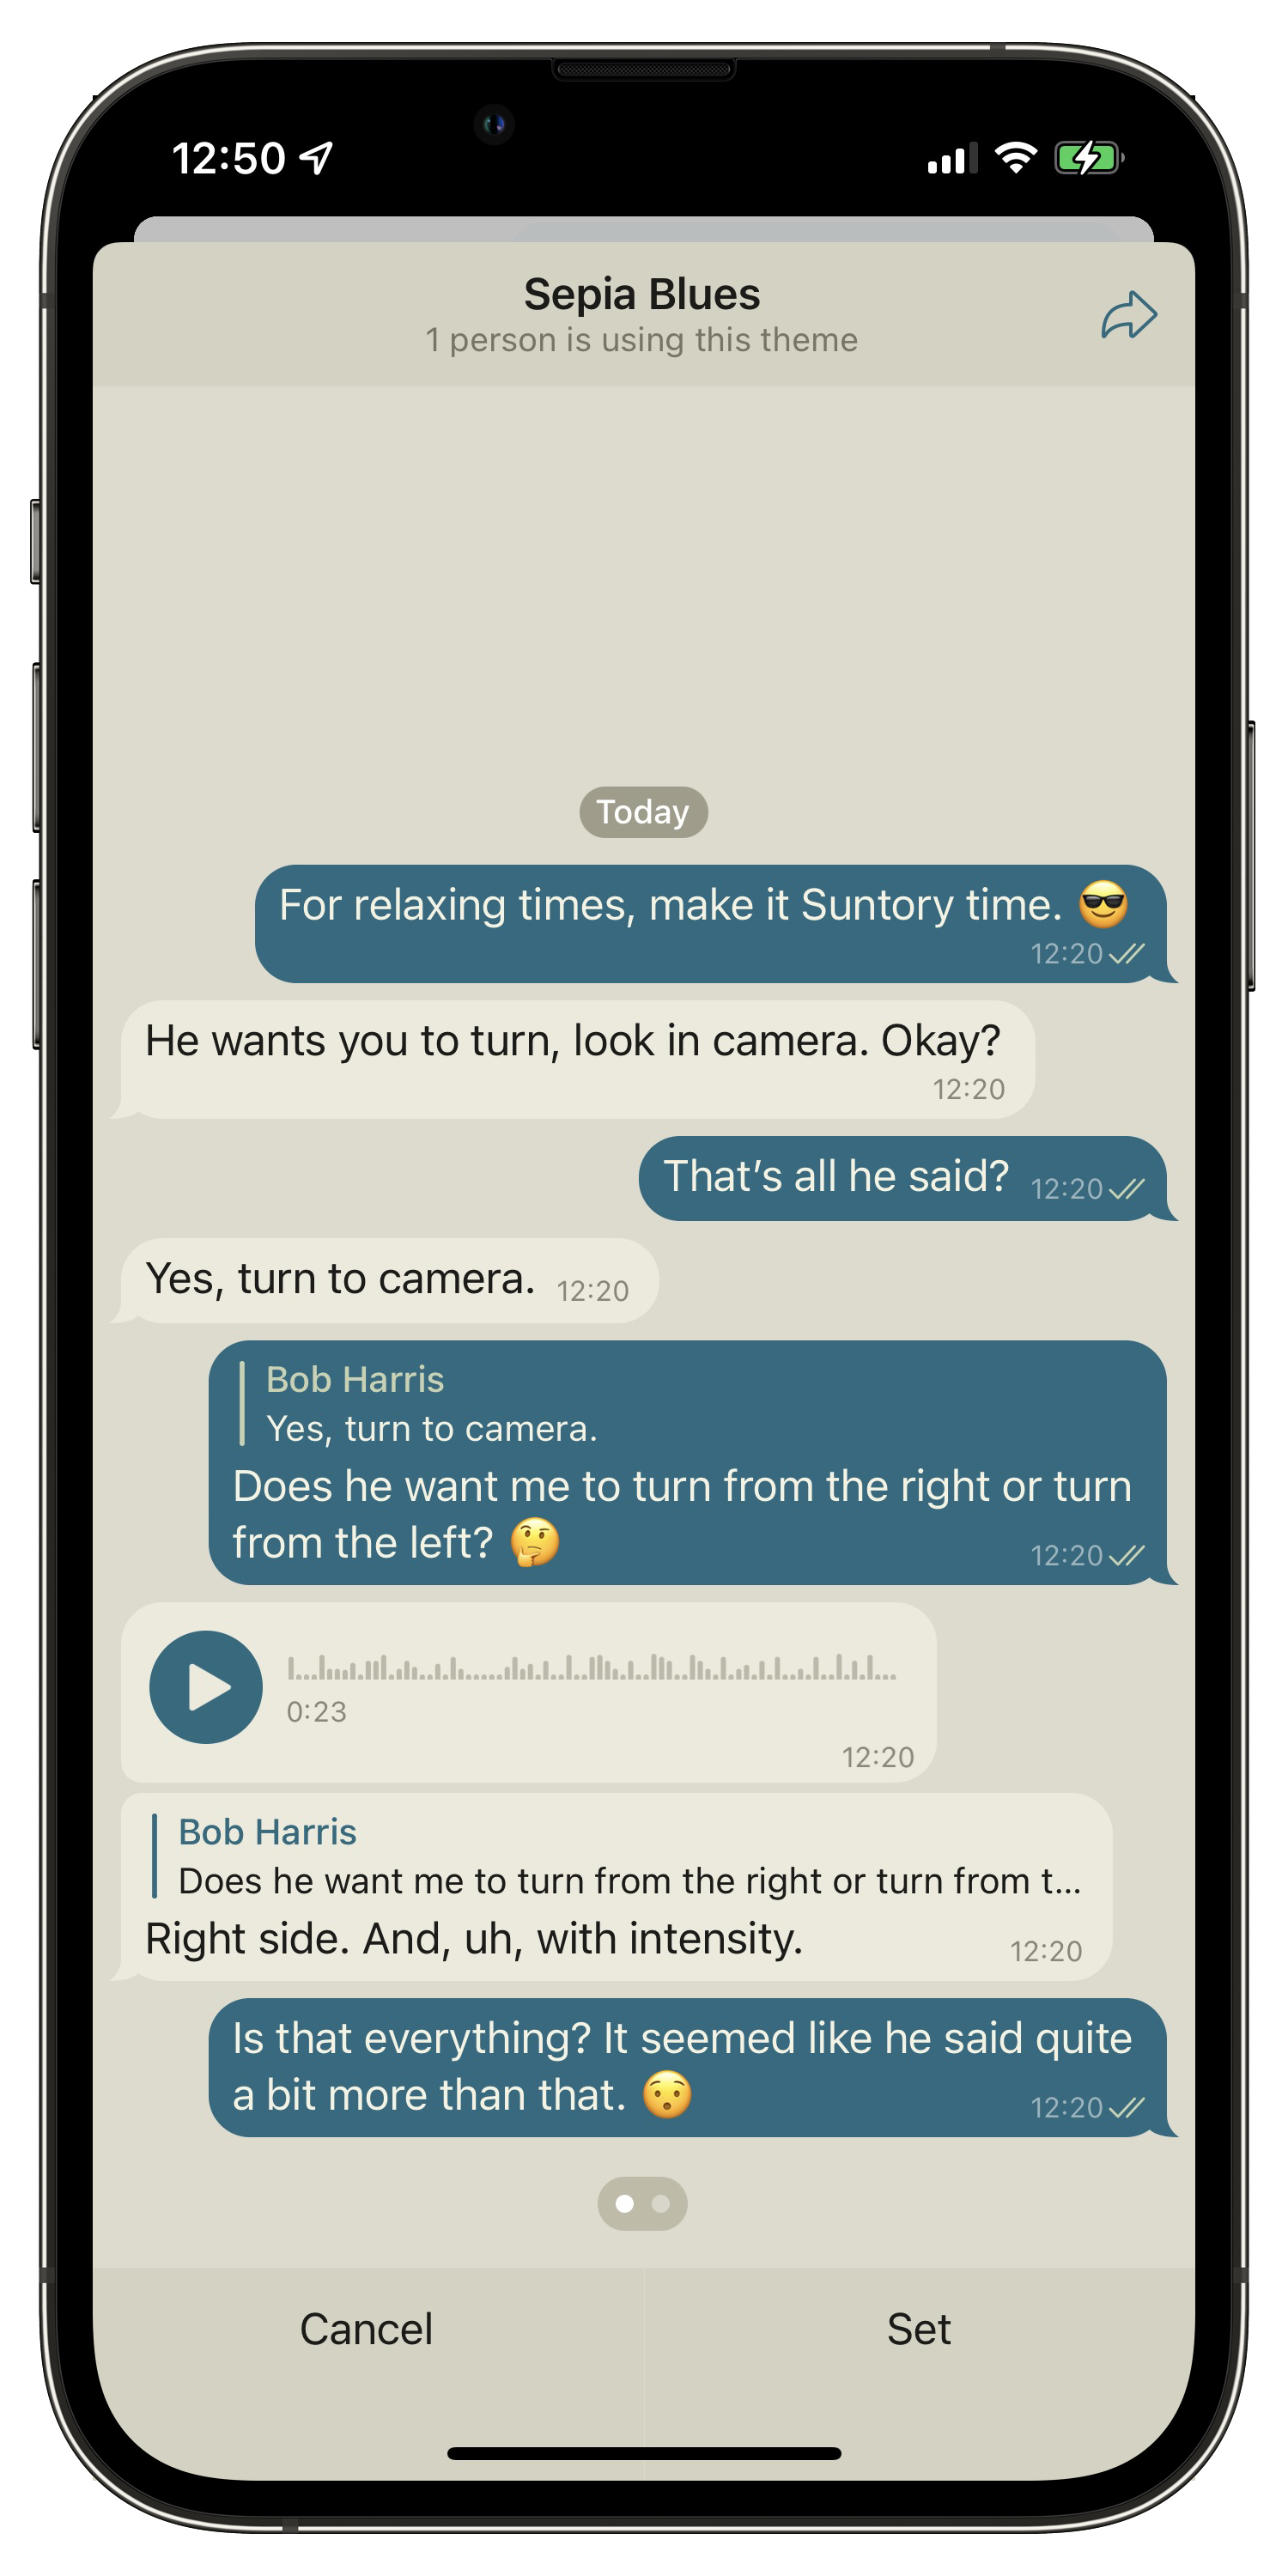 12:50
Sepia Blues
1 person is using this theme
Today
For relaxing times, make it Suntory time. 😎
12:20
He wants you to turn, look in camera. Okay?
12:20
That’s all he said? 12:20
Yes, turn to camera. 12:20
Bob Harris
Yes, turn to camera.
Does he want me to turn from the right or turn
from the left? 🤔 12:20
0:23
12:20
Bob Harris
Does he want me to turn from the right or turn from t...
Right side. And, uh, with intensity. 12:20
Is that everything? It seemed like he said quite
a bit more than that. 😯 12:20
Cancel Set